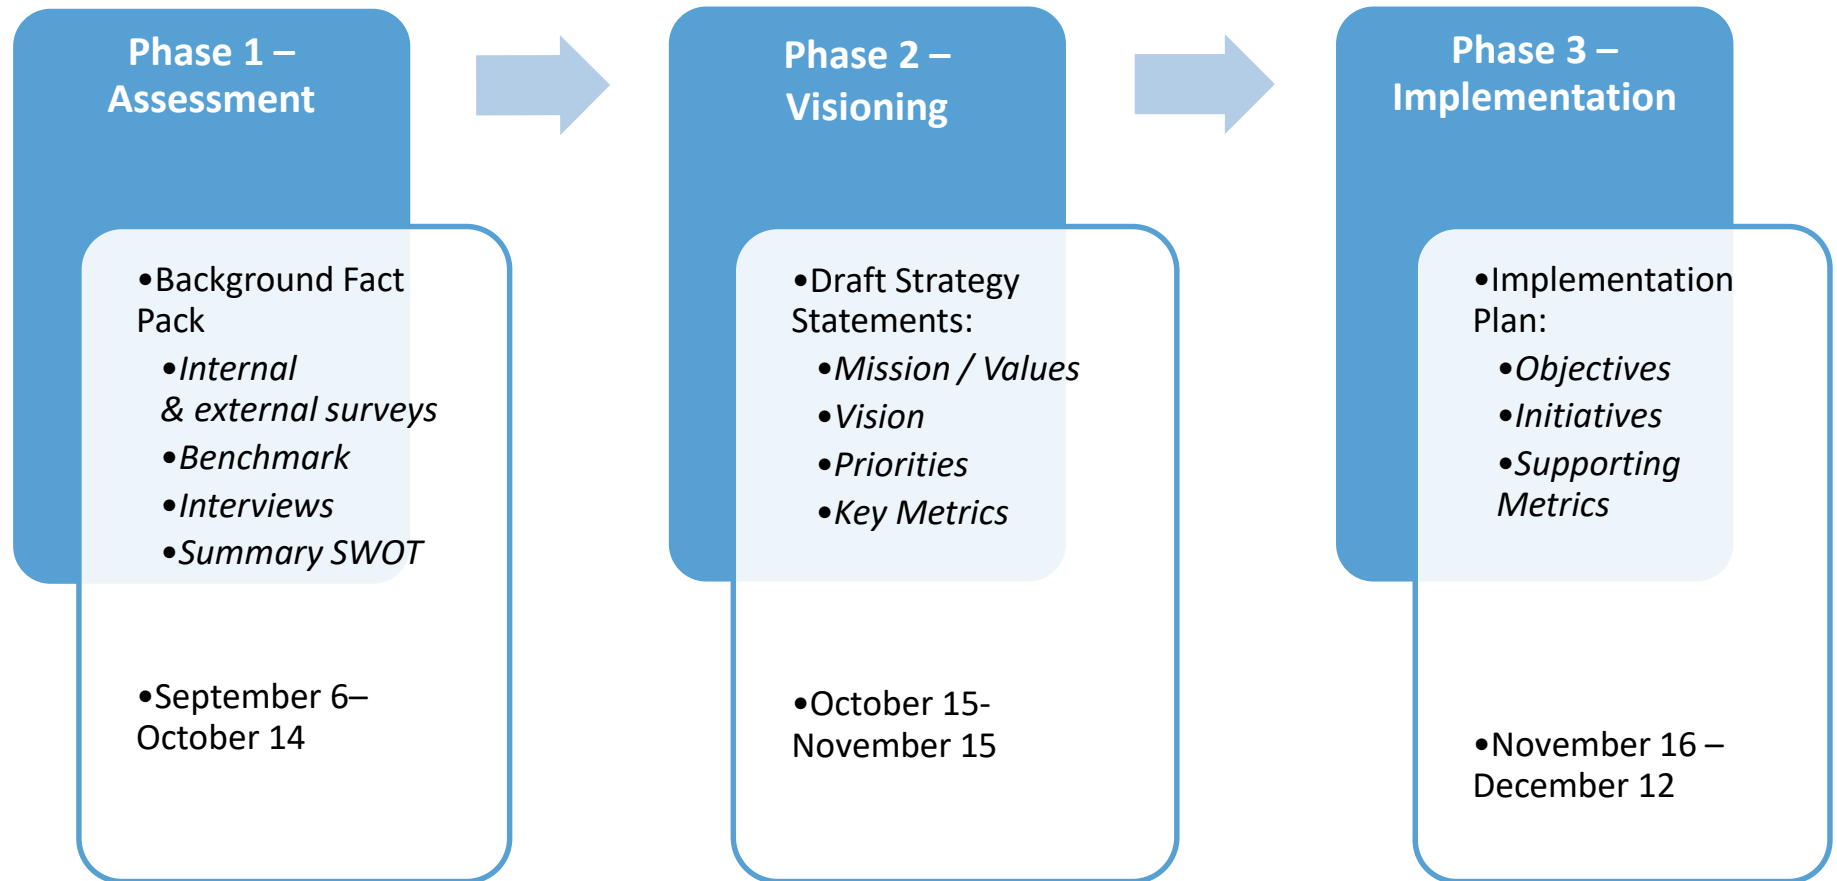 Phase 1 –
Assessment
•Background Fact
Pack
•Internal
& external surveys
•Benchmark
•Interviews
•Summary SWOT
•September 6–
October 14
Phase 2 –
Visioning
•Draft Strategy
Statements:
•Mission / Values
•Vision
•Priorities
•Key Metrics
•October 15-
November 15
Phase 3 –
Implementation
•Implementation
Plan:
•Objectives
•Initiatives
•Supporting
Metrics
•November 16 –
December 12